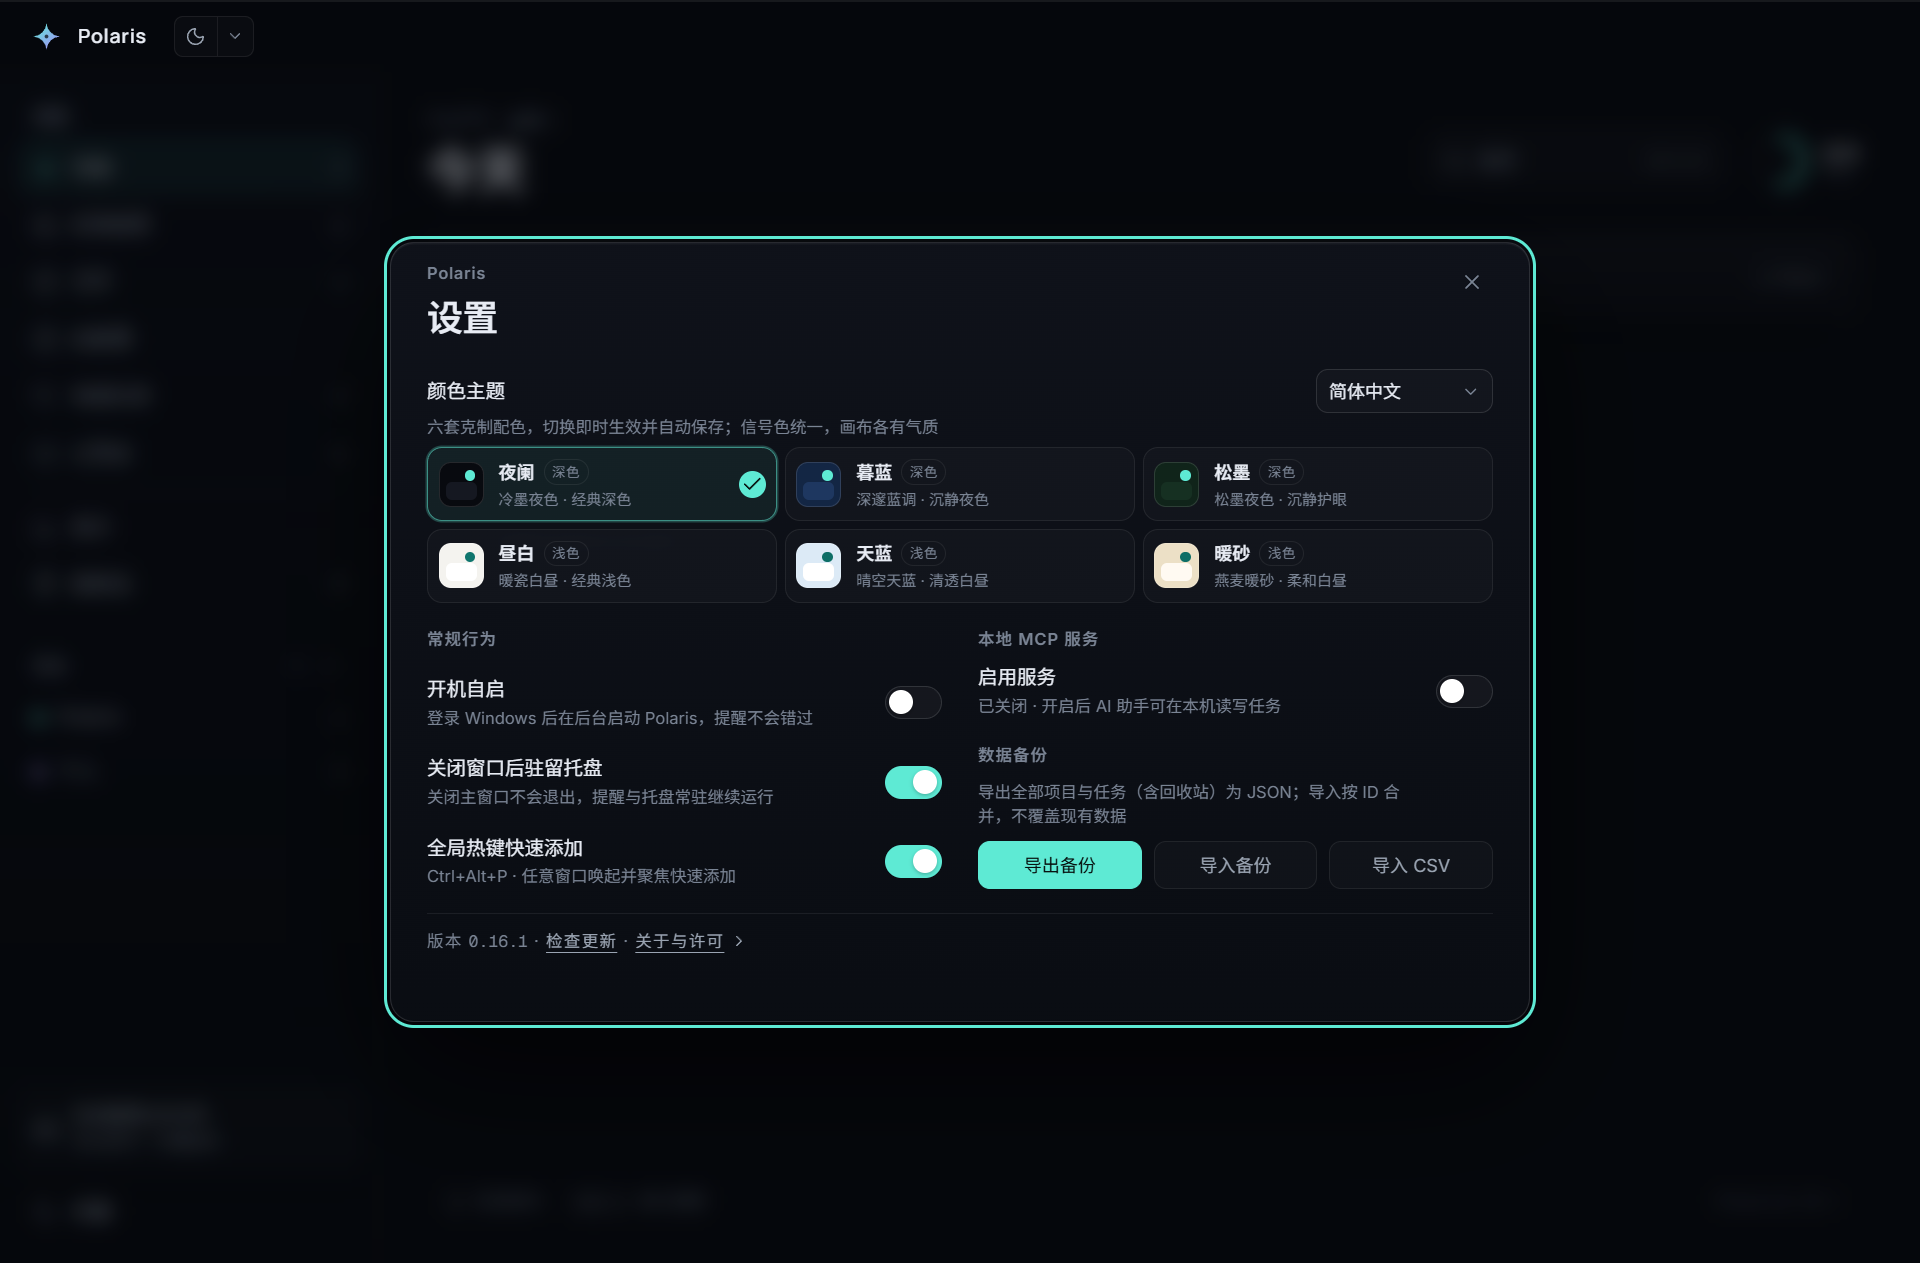 Polaris
Polaris
设置
颜色主题
简体中文
六套克制配色，切换即时生效并自动保存；信号色统一，画布各有气质
夜阑 深色
冷墨夜色 · 经典深色
暮蓝 深色
深邃蓝调 · 沉静夜色
松墨 深色
松墨夜色 · 沉静护眼
昼白 浅色
暖瓷白昼 · 经典浅色
天蓝 浅色
晴空天蓝 · 清透白昼
暖砂 浅色
燕麦暖砂 · 柔和白昼
常规行为
开机自启
登录 Windows 后在后台启动 Polaris，提醒不会错过
关闭窗口后驻留托盘
关闭主窗口不会退出，提醒与托盘常驻继续运行
全局热键快速添加
Ctrl+Alt+P · 任意窗口唤起并聚焦快速添加
本地 MCP 服务
启用服务
已关闭 · 开启后 AI 助手可在本机读写任务
数据备份
导出全部项目与任务（含回收站）为 JSON；导入按 ID 合
并，不覆盖现有数据
导出备份
导入备份
导入 CSV
版本 0.16.1 · 检查更新 · 关于与许可